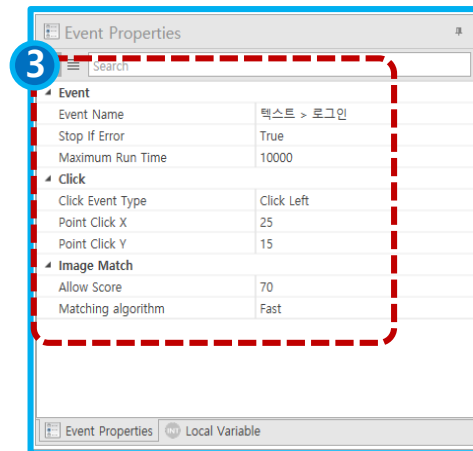 Event Properties
3
Search
Event
Event Name 텍스트 > 로그인
Stop If Error True
Maximum Run Time 10000
Click
Click Event Type Click Left
Point Click X 25
Point Click Y 15
Image Match
Allow Score 70
Matching algorithm Fast
Event Properties INT Local Variable